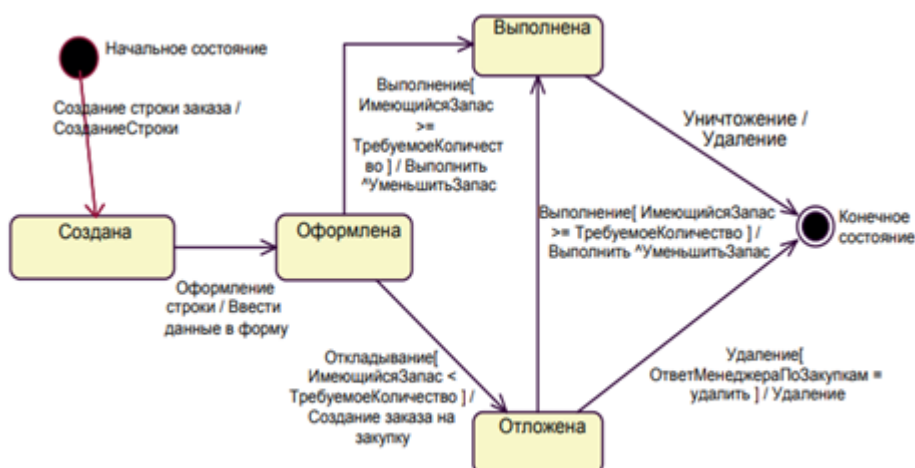 Начальное состояние
Создание строки заказа /
СозданиеСтроки
Создана
Оформление
строки / Ввести
данные в форму
Оформлена
Выполнение[
ИмеющийсяЗапас
>=
ТребуемоеКоличест
во ] / Выполнить
^УменьшитьЗапас
Выполнена
Уничтожение /
Удаление
Выполнение[ ИмеющийсяЗапас
>= ТребуемоеКоличество ] /
Выполнить ^УменьшитьЗапас
Конечное
состояние
Откладывание[
ИмеющийсяЗапас <
ТребуемоеКоличество ] /
Создание заказа на
закупку
Отложена
Удаление[
ОтветМенеджераПоЗакупкам =
удалить ] / Удаление